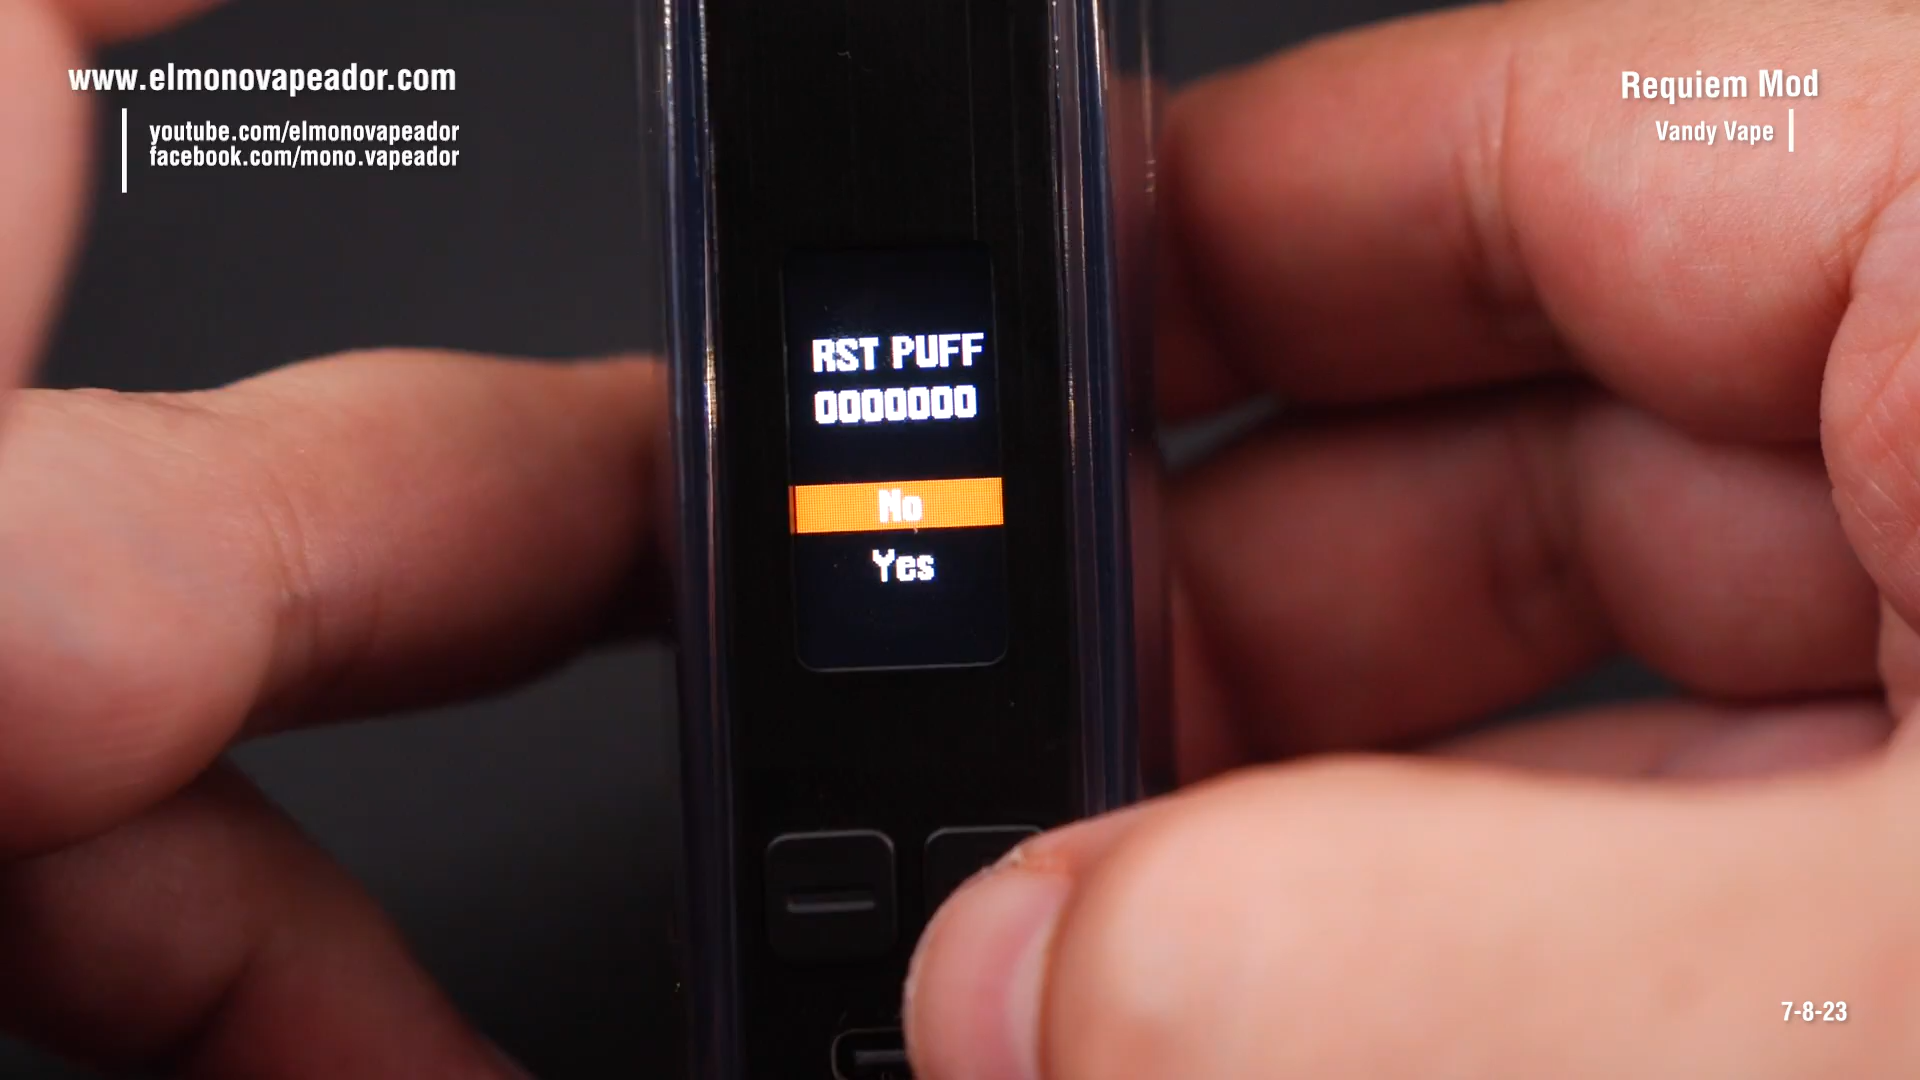 www.elmonovapeador.com
youtube.com/elmonovapeador
facebook.com/mono.vapeador
Requiem Mod
Vandy Vape
RST PUFF
0000000
No
Yes
7-8-23